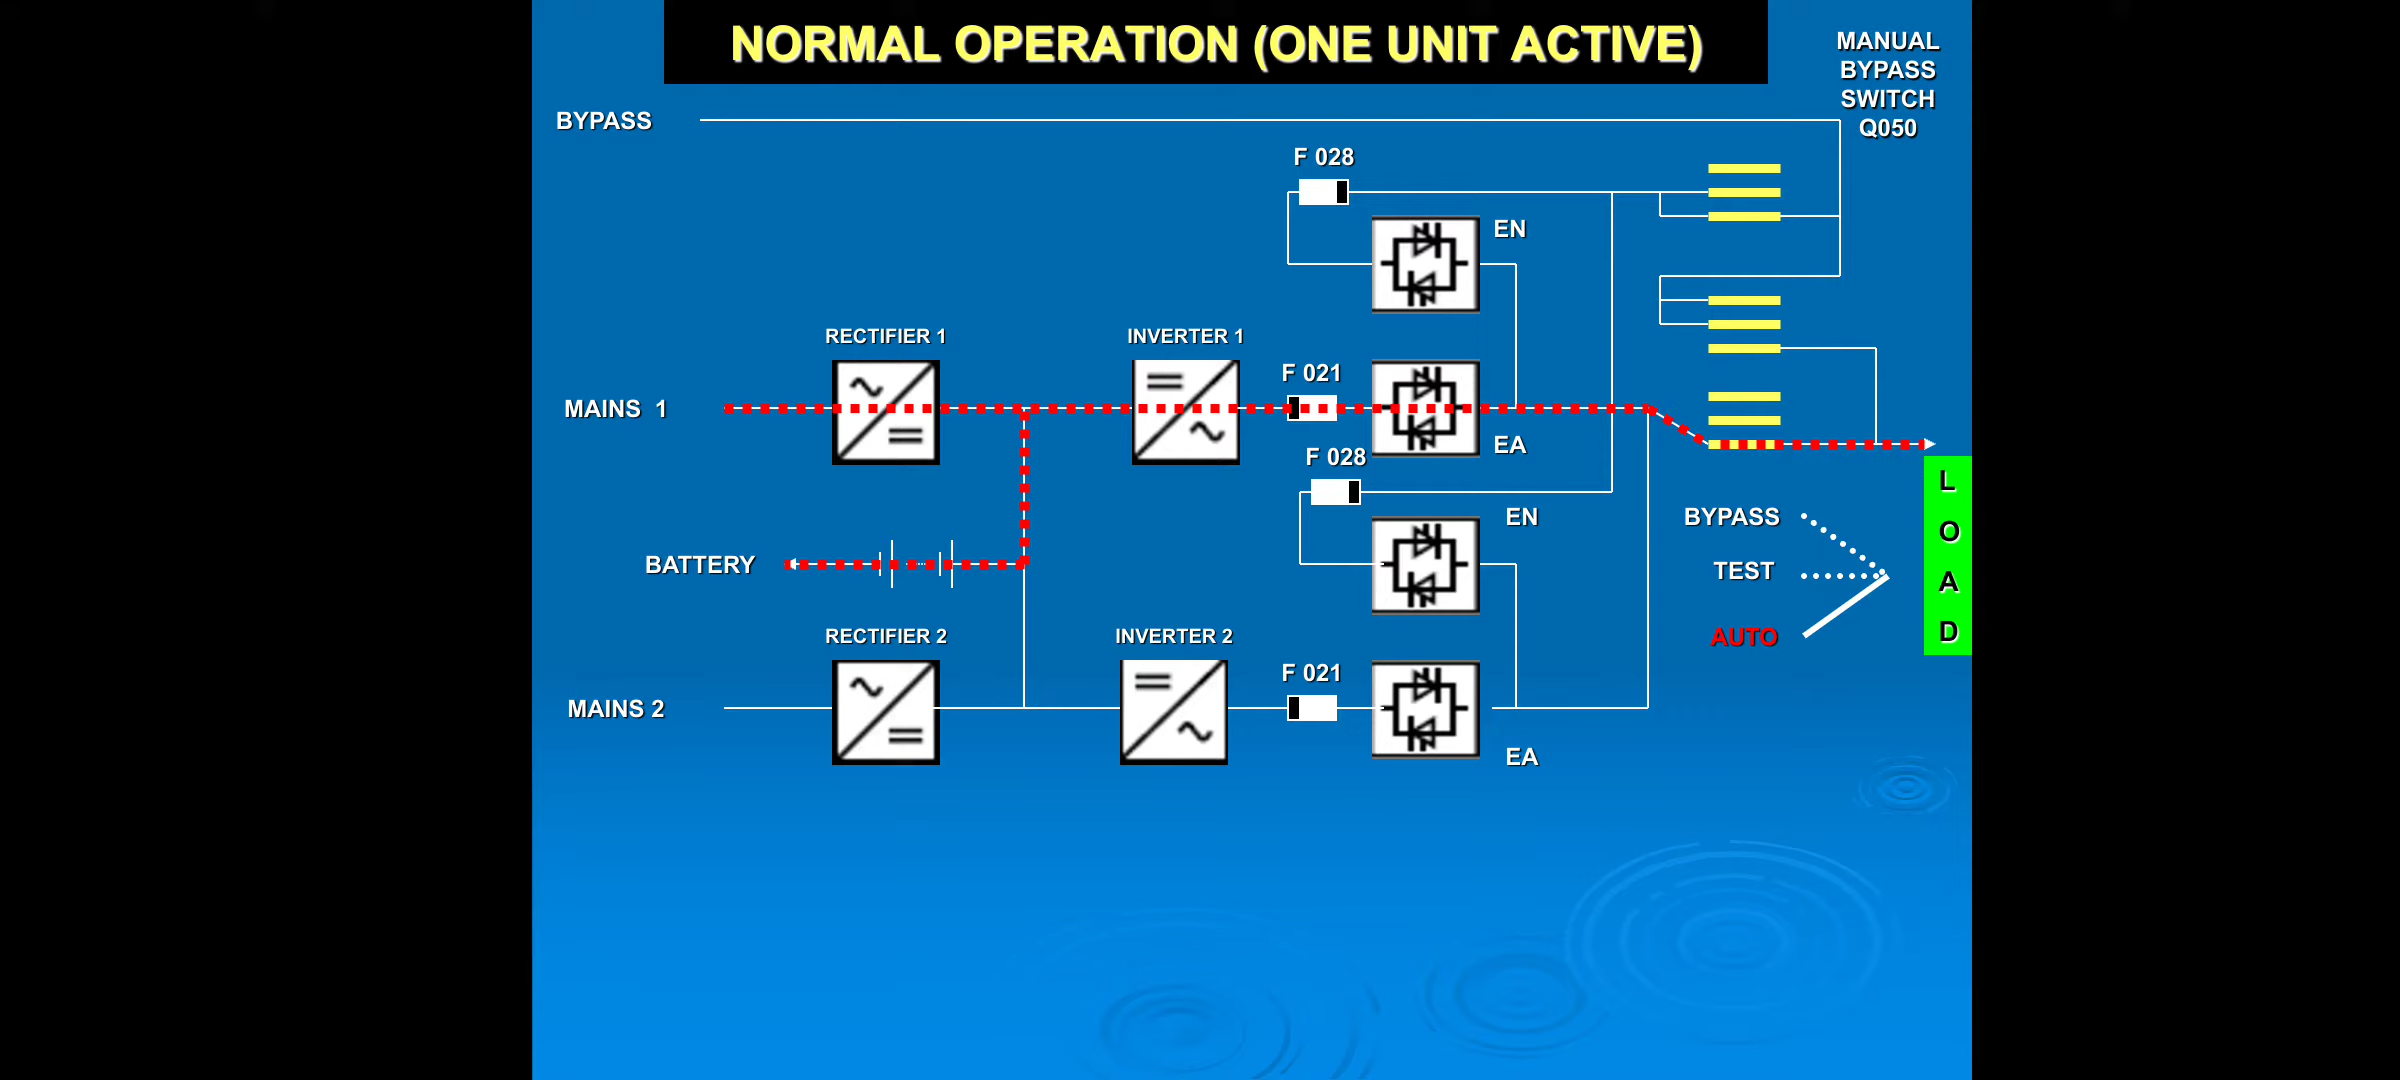 NORMAL OPERATION (ONE UNIT ACTIVE)
MANUAL
BYPASS
SWITCH
Q050
BYPASS
F 028
EN
RECTIFIER 1
INVERTER 1
F 021
MAINS 1
EA
F 028
EN
BATTERY
BYPASS
TEST
AUTO
L
O
A
D
RECTIFIER 2
INVERTER 2
F 021
MAINS 2
EA